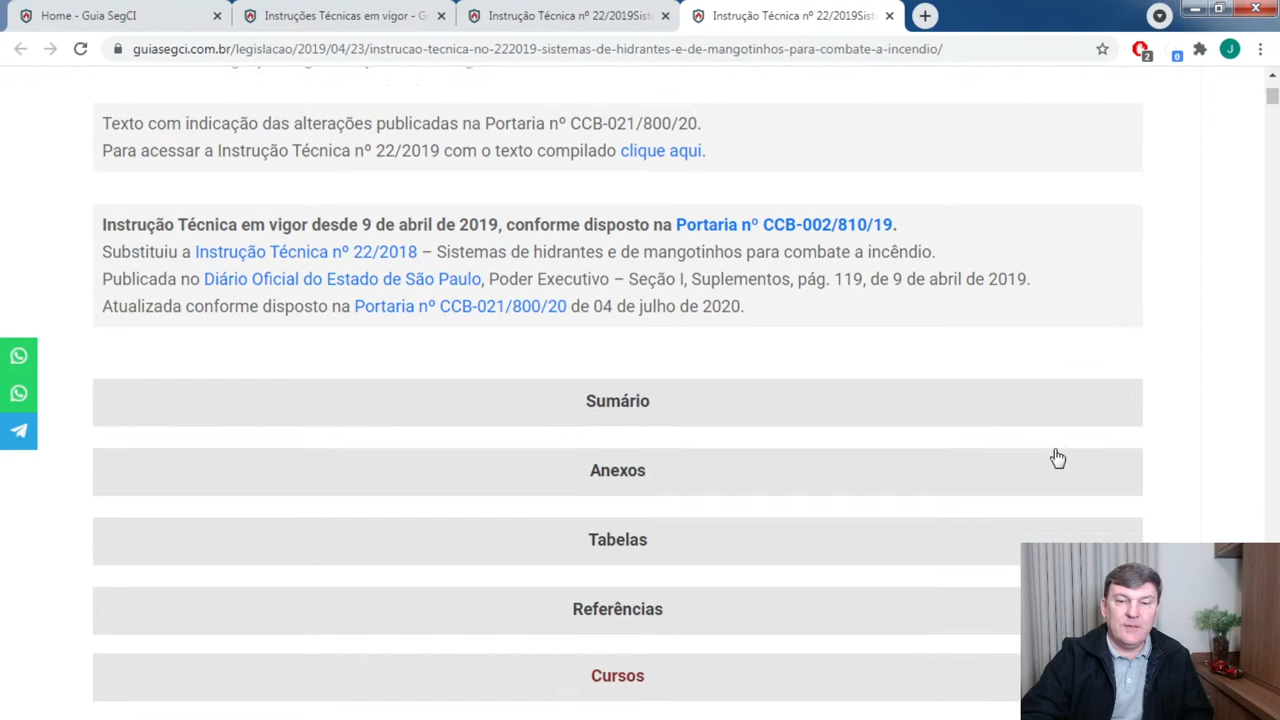 Home - Guia SegCI
Instruções Técnicas em vigor - G
Instrução Técnica nº 22/2019Sist
Instrução Técnica nº 22/2019Sist
guiasegci.com.br/legislacao/2019/04/23/instrucao-tecnica-no-222019-sistemas-de-hidrantes-e-de-mangotinhos-para-combate-a-incendio/
2
0
J
Texto com indicação das alterações publicadas na Portaria nº CCB-021/800/20.
Para acessar a Instrução Técnica nº 22/2019 com o texto compilado clique aqui.
Instrução Técnica em vigor desde 9 de abril de 2019, conforme disposto na Portaria nº CCB-002/810/19.
Substituiu a Instrução Técnica nº 22/2018 – Sistemas de hidrantes e de mangotinhos para combate a incêndio.
Publicada no Diário Oficial do Estado de São Paulo, Poder Executivo – Seção I, Suplementos, pág. 119, de 9 de abril de 2019.
Atualizada conforme disposto na Portaria nº CCB-021/800/20 de 04 de julho de 2020.
Sumário
Anexos
Tabelas
Referências
Cursos